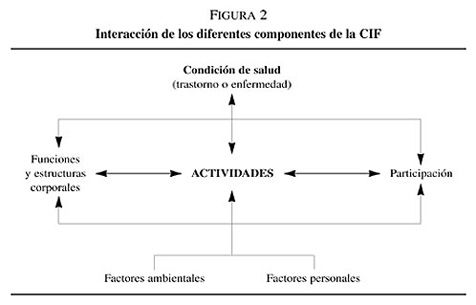 FIGURA 2
Interacción de los diferentes componentes de la CIF
Condición de salud
(trastorno o enfermedad)
Funciones
y estructuras
corporales
ACTIVIDADES
Participación
Factores ambientales
Factores personales